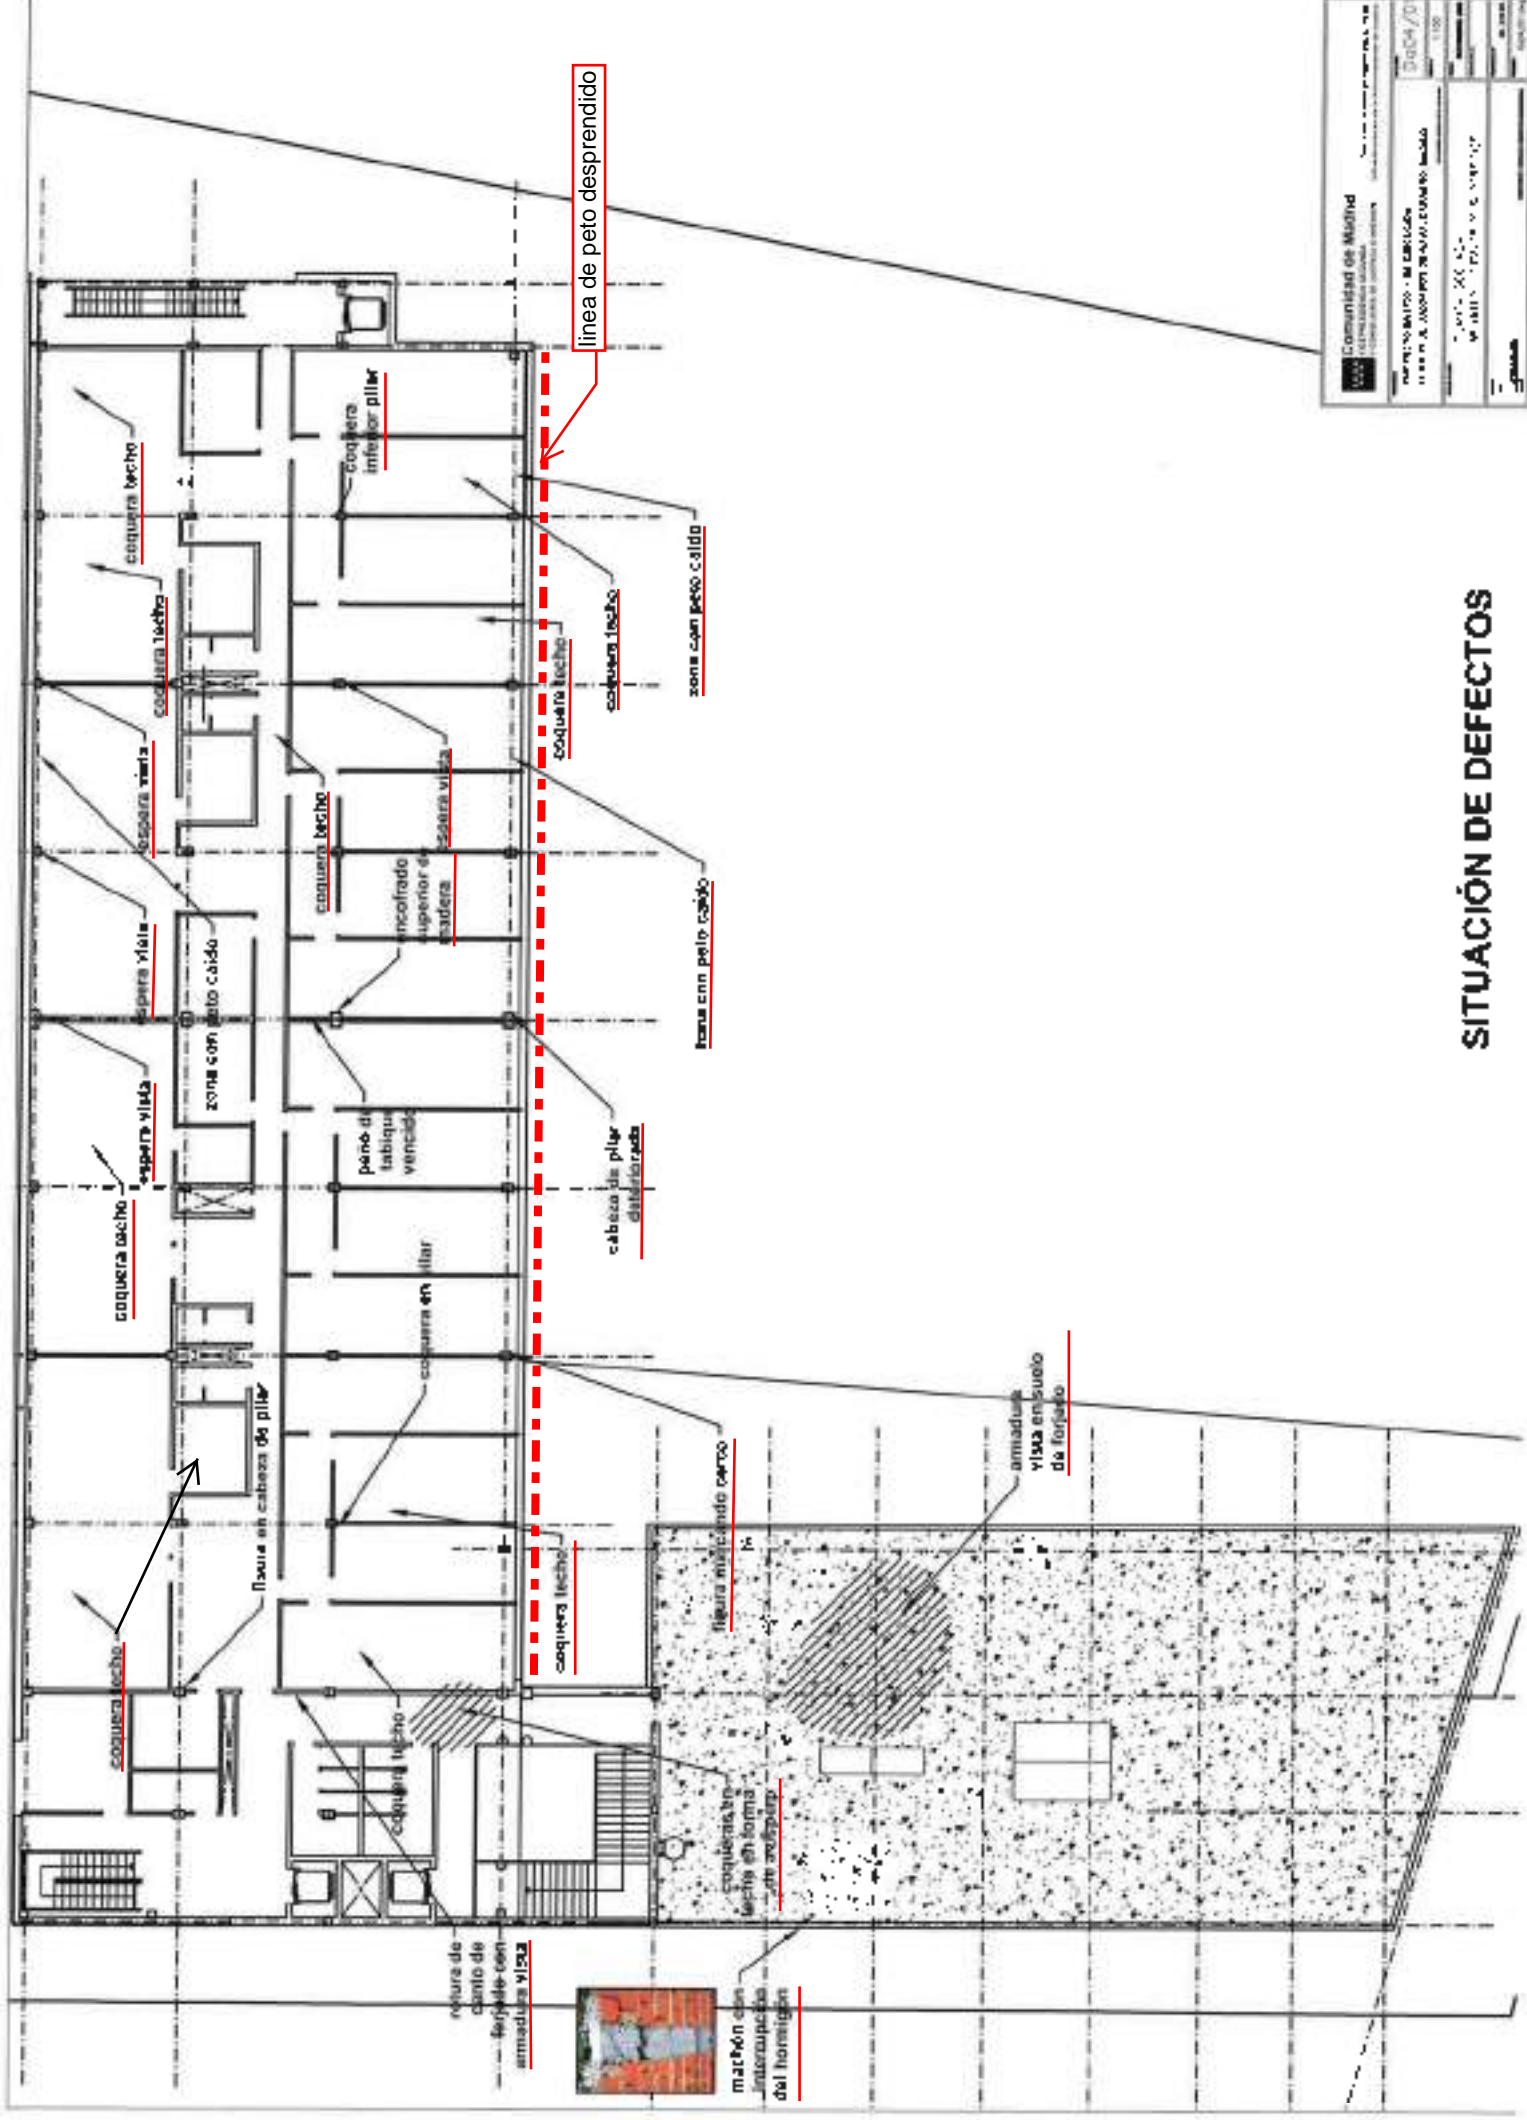 linea de peto desprendido
coquera techo
coquera techo
coquera
inferior pilar
espera vista
coquera techo
coquera techo
zona con peto caido
espera vista
coquera techo
espera vista
encofrado
superior de
madera
zona con peto caido
zona con peto caido
espera vista
paño de
tabique
vencido
cabeza de pilar
deteriorada
coquera techo
coquera en pilar
fisura en cabeza de pilar
coquera techo
coquera techo
coquera techo
fisura marcando cerco
armadura
vista en suelo
de forjado
coqueras en
techo en forma
de avispero
rotura de
canto de
forjado con
armadura vista
machón con
interrupción
del hormigón
SITUACIÓN DE DEFECTOS
Comunidad de Madrid